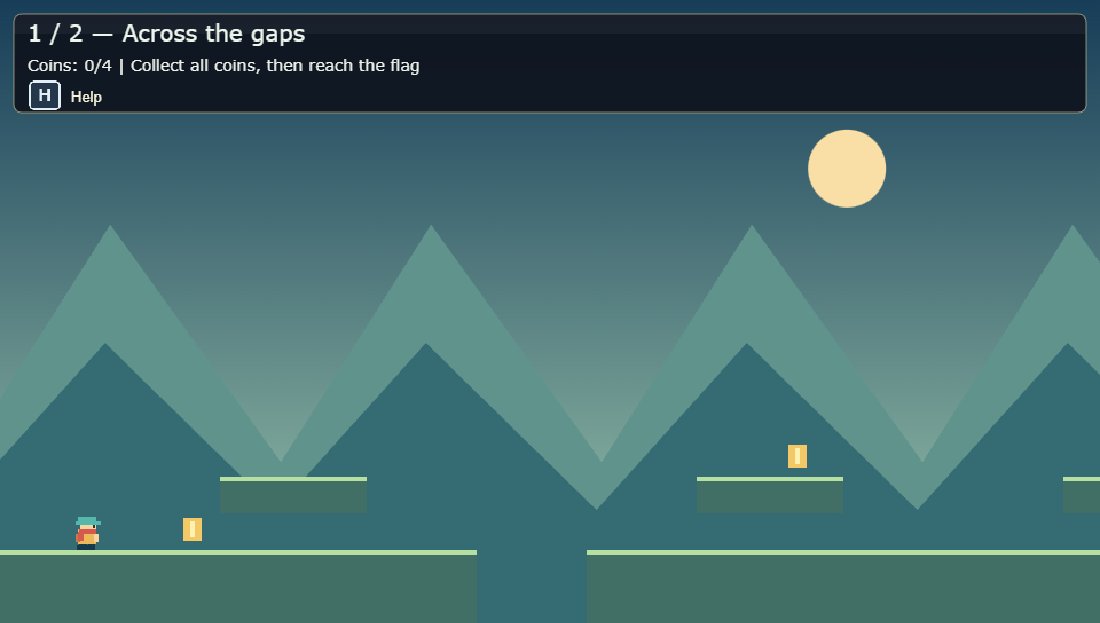 1 / 2 — Across the gaps
Coins: 0/4 | Collect all coins, then reach the flag
H Help